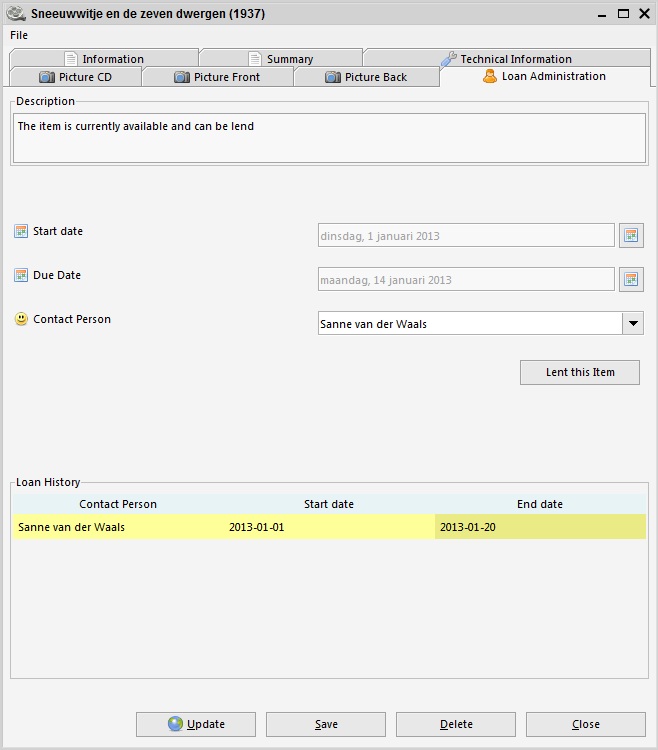 Sneeuwwitje en de zeven dwergen (1937)
File
Information
Summary
Technical Information
Picture CD
Picture Front
Picture Back
Loan Administration
Description
The item is currently available and can be lend
Start date
dinsdag, 1 januari 2013
Due Date
maandag, 14 januari 2013
Contact Person
Sanne van der Waals
Lent this Item
Loan History
Contact Person Start date End date
Sanne van der Waals 2013-01-01 2013-01-20
Update
Save
Delete
Close